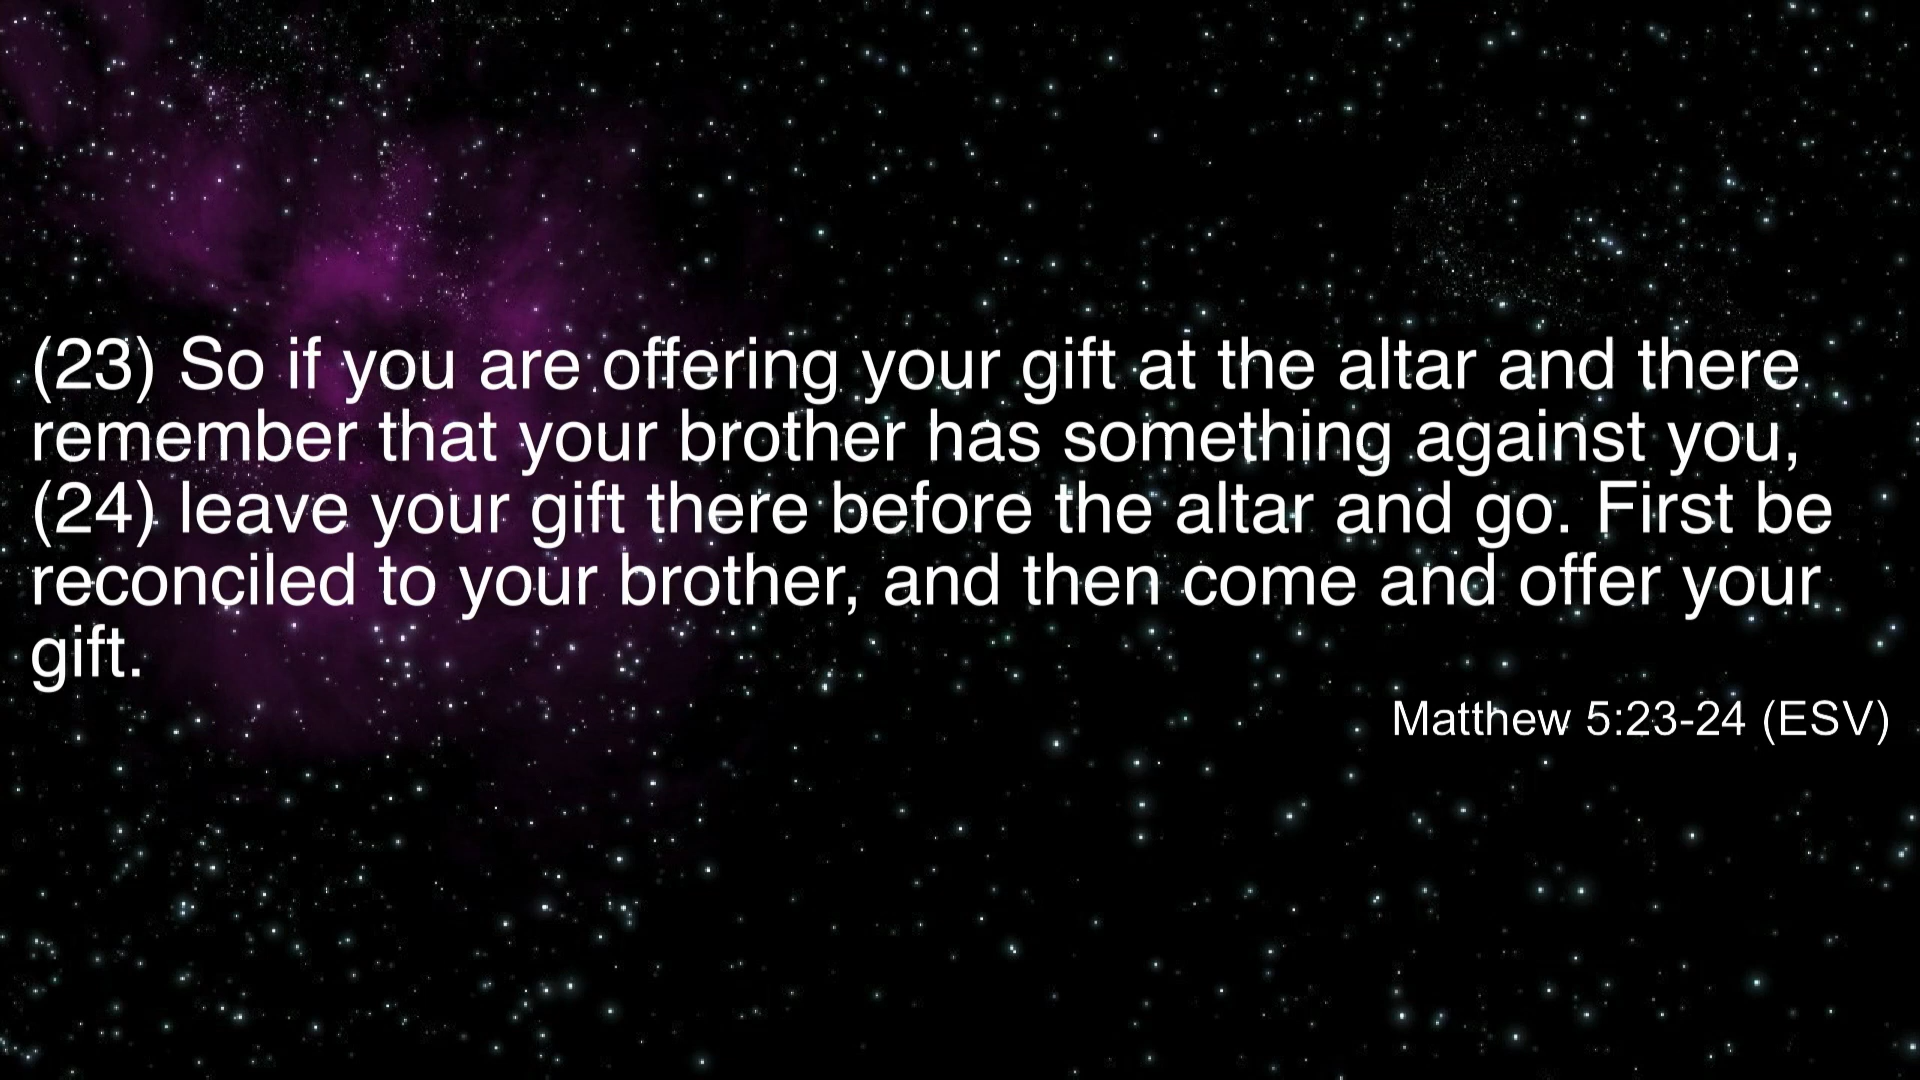 (23) So if you are offering your gift at the altar and there
remember that your brother has something against you,
(24) leave your gift there before the altar and go. First be
reconciled to your brother, and then come and offer your
gift.
Matthew 5:23-24 (ESV)